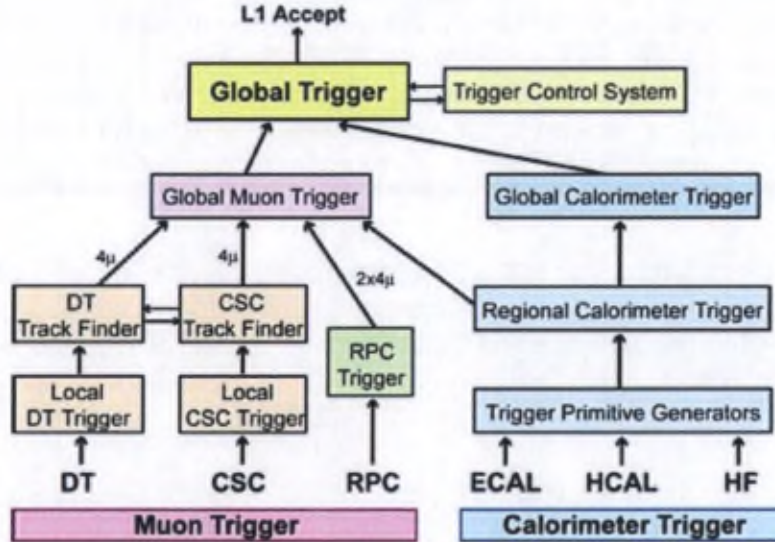 L1 Accept
Global Trigger
Trigger Control System
Global Muon Trigger
Global Calorimeter Trigger
4μ
4μ
2x4μ
DT
Track Finder
CSC
Track Finder
Regional Calorimeter Trigger
RPC
Trigger
Local
DT Trigger
Local
CSC Trigger
Trigger Primitive Generators
DT
CSC
RPC
ECAL
HCAL
HF
Muon Trigger
Calorimeter Trigger